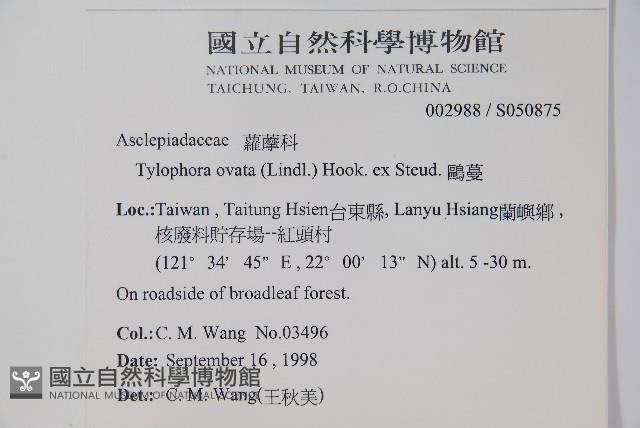 國立自然科學博物館
NATIONAL MUSEUM OF NATURAL SCIENCE
TAICHUNG, TAIWAN, R.O.CHINA
002988 / S050875
Asclepiadaceae 蘿藦科
Tylophora ovata (Lindl.) Hook. ex Steud. 鷗蔓
Loc.:Taiwan , Taitung Hsien台東縣, Lanyu Hsiang蘭嶼鄉 ,
核廢料貯存場--紅頭村
(121° 34' 45" E , 22° 00' 13" N) alt. 5 -30 m.
On roadside of broadleaf forest.
Col.: C. M. Wang No.03496
Date: September 16 , 1998
國立自然科學博物館
NATIONAL MUSEUM OF NATURAL SCIENCE
Det.: C. M. Wang(王秋美)